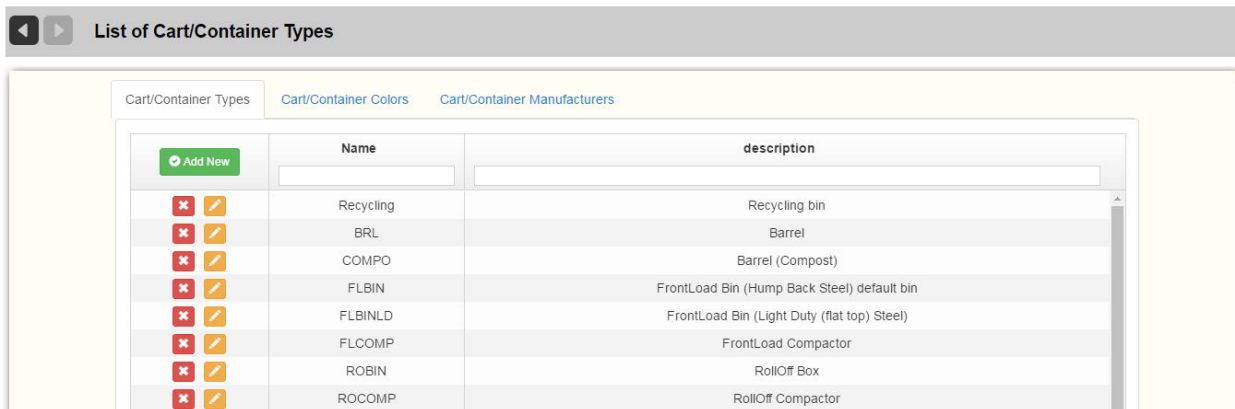 List of Cart/Container Types
Cart/Container Types Cart/Container Colors Cart/Container Manufacturers
Add New Name description
Recycling Recycling bin
BRL Barrel
COMPO Barrel (Compost)
FLBIN FrontLoad Bin (Hump Back Steel) default bin
FLBINLD FrontLoad Bin (Light Duty (flat top) Steel)
FLCOMP FrontLoad Compactor
ROBIN RollOff Box
ROCOMP RollOff Compactor